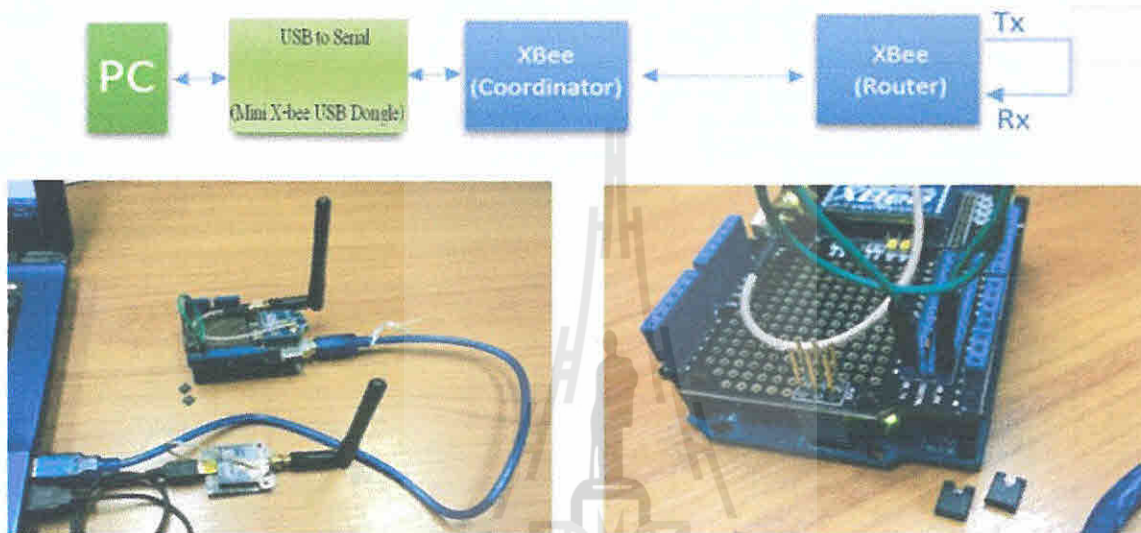 PC
USB to Serial
(Mini X-bee USB Dongle)
XBee
(Coordinator)
XBee
(Router)
Tx
Rx